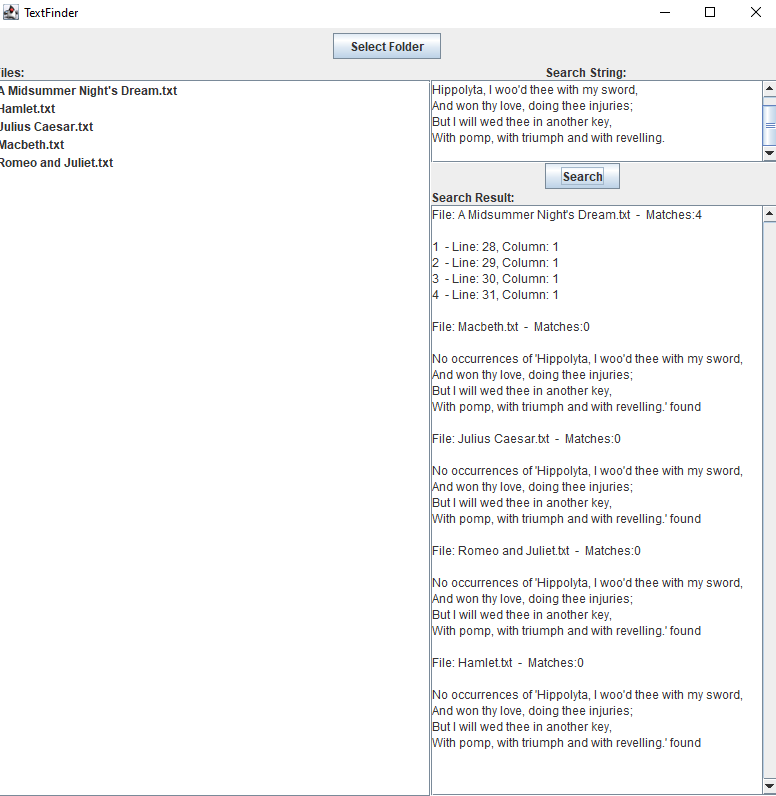 TextFinder
Select Folder
iles:
A Midsummer Night's Dream.txt
Hamlet.txt
Julius Caesar.txt
Macbeth.txt
Romeo and Juliet.txt
Search String:
Hippolyta, I woo'd thee with my sword,
And won thy love, doing thee injuries;
But I will wed thee in another key,
With pomp, with triumph and with revelling.
Search
Search Result:
File: A Midsummer Night's Dream.txt - Matches:4
1 - Line: 28, Column: 1
2 - Line: 29, Column: 1
3 - Line: 30, Column: 1
4 - Line: 31, Column: 1
File: Macbeth.txt - Matches:0
No occurrences of 'Hippolyta, I woo'd thee with my sword,
And won thy love, doing thee injuries;
But I will wed thee in another key,
With pomp, with triumph and with revelling.' found
File: Julius Caesar.txt - Matches:0
No occurrences of 'Hippolyta, I woo'd thee with my sword,
And won thy love, doing thee injuries;
But I will wed thee in another key,
With pomp, with triumph and with revelling.' found
File: Romeo and Juliet.txt - Matches:0
No occurrences of 'Hippolyta, I woo'd thee with my sword,
And won thy love, doing thee injuries;
But I will wed thee in another key,
With pomp, with triumph and with revelling.' found
File: Hamlet.txt - Matches:0
No occurrences of 'Hippolyta, I woo'd thee with my sword,
And won thy love, doing thee injuries;
But I will wed thee in another key,
With pomp, with triumph and with revelling.' found